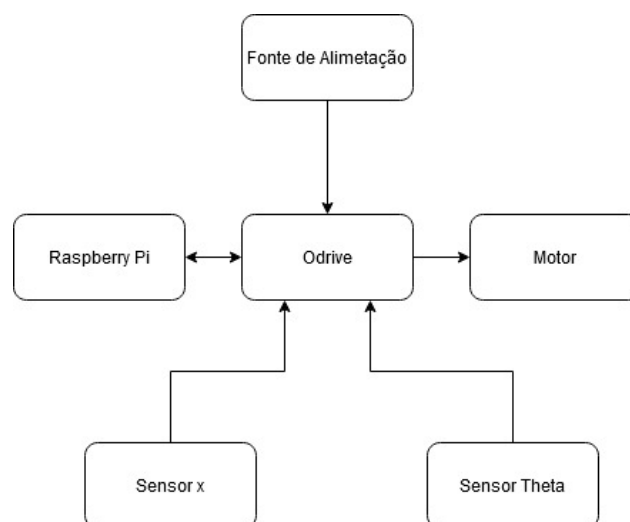 Fonte de Alimetação
Raspberry Pi
Odrive
Motor
Sensor x
Sensor Theta